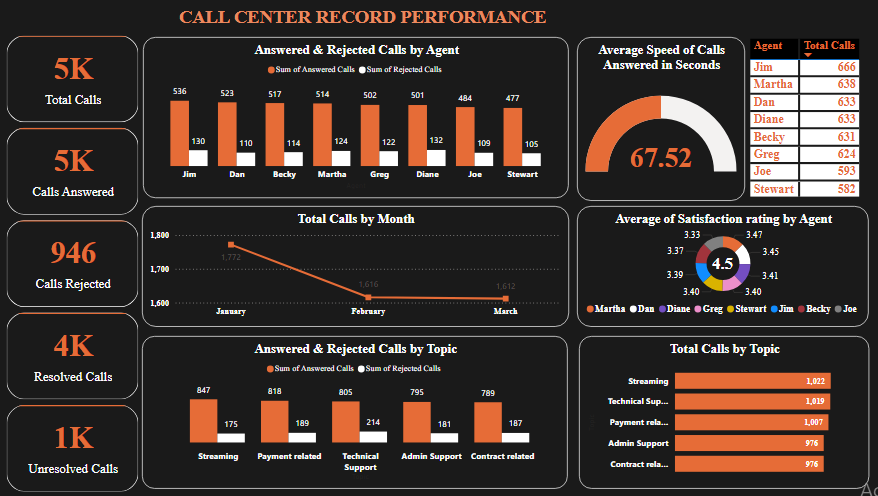 CALL CENTER RECORD PERFORMANCE
5K
Total Calls
5K
Calls Answered
946
Calls Rejected
4K
Resolved Calls
1K
Unresolved Calls
Answered & Rejected Calls by Agent
Sum of Answered Calls Sum of Rejected Calls
536 523 517 514 502 501 484 477
130 110 114 124 122 132 109 105
Jim Dan Becky Martha Greg Diane Joe Stewart
Average Speed of Calls
Answered in Seconds
67.52
Agent Total Calls
Jim 666
Martha 638
Dan 633
Diane 633
Becky 631
Greg 624
Joe 593
Stewart 582
Total Calls by Month
1,800
1,700
1,600
1,772
1,616
1,612
January February March
Average of Satisfaction rating by Agent
3.33 3.47
3.37 3.45
4.5
3.39 3.41
3.40 3.40
Martha Dan Diane Greg Stewart Jim Becky Joe
Answered & Rejected Calls by Topic
Sum of Answered Calls Sum of Rejected Calls
847 818 805 795 789
175 189 214 181 187
Streaming Payment related Technical Support Admin Support Contract related
Total Calls by Topic
Streaming 1,022
Technical Sup... 1,019
Payment rela... 1,007
Admin Support 976
Contract rela... 976